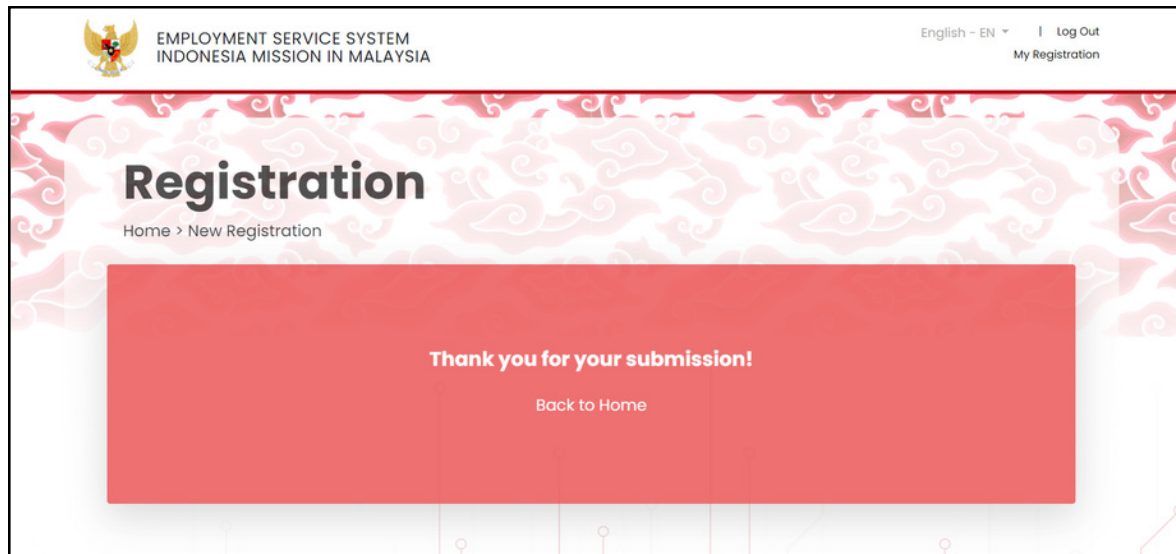 EMPLOYMENT SERVICE SYSTEM
INDONESIA MISSION IN MALAYSIA
English - EN | Log Out
My Registration
Registration
Home > New Registration
Thank you for your submission!
Back to Home